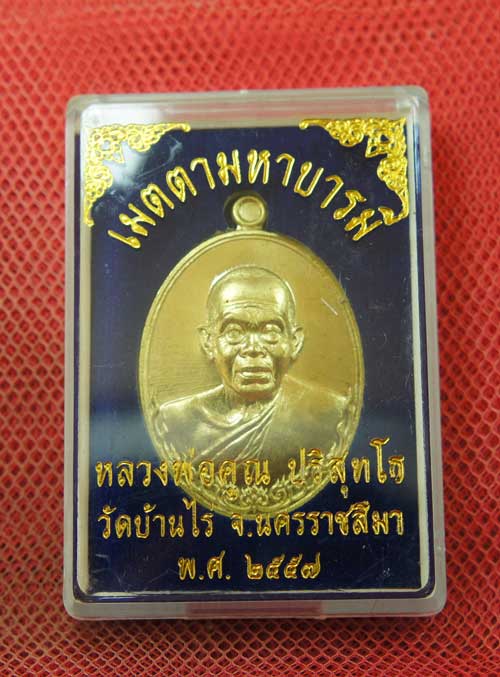 เมตตามหาบารมี
หลวงพ่อคูณ ปริสุทโธ
วัดบ้านไร่ จ.นครราชสีมา
พ.ศ. ๒๕๕๗